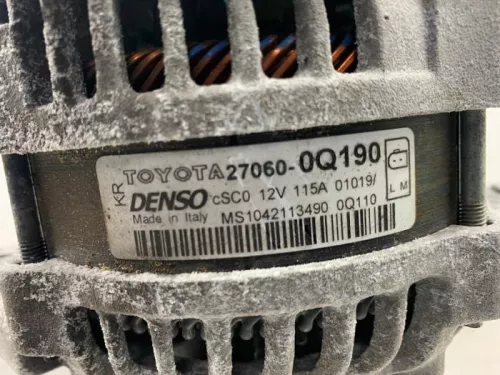 KR TOYOTA 27060-0Q190
DENSO cSC0 12V 115A 01019/ L M
Made in Italy MS1042113490 0Q110